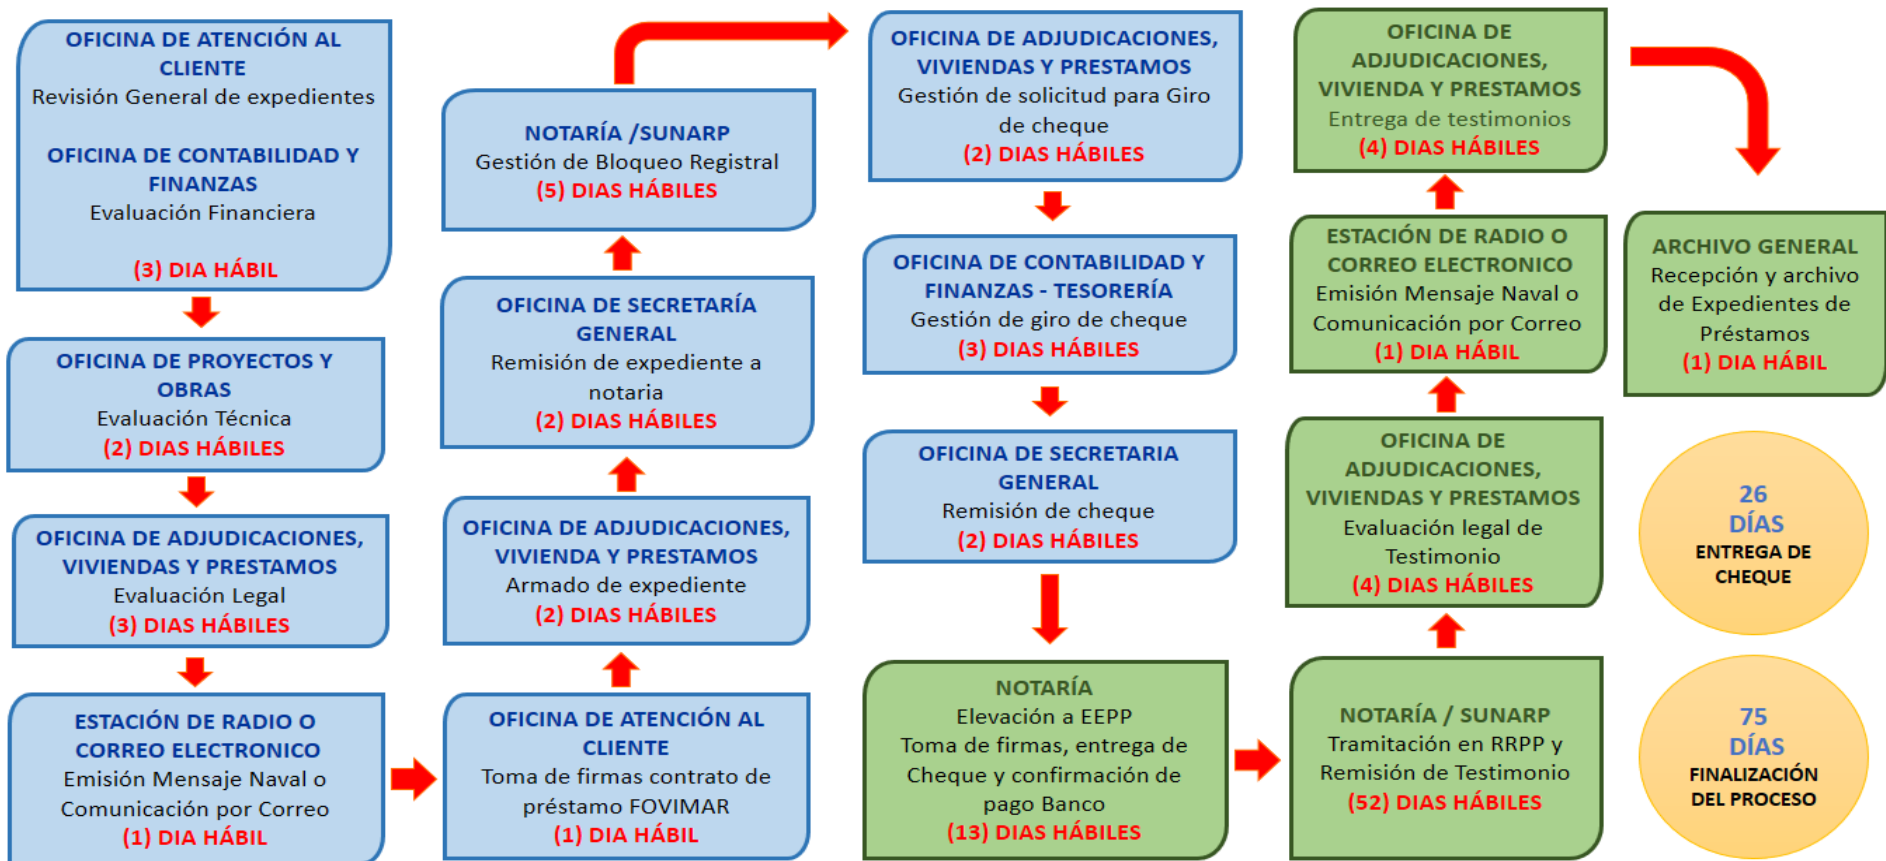 OFICINA DE ATENCIÓN AL
CLIENTE
Revisión General de expedientes
OFICINA DE CONTABILIDAD Y
FINANZAS
Evaluación Financiera
(3) DIA HÁBIL
OFICINA DE PROYECTOS Y
OBRAS
Evaluación Técnica
(2) DIAS HÁBILES
OFICINA DE ADJUDICACIONES,
VIVIENDAS Y PRESTAMOS
Evaluación Legal
(3) DIAS HÁBILES
ESTACIÓN DE RADIO O
CORREO ELECTRONICO
Emisión Mensaje Naval o
Comunicación por Correo
(1) DIA HÁBIL
OFICINA DE ATENCIÓN AL
CLIENTE
Toma de firmas contrato de
préstamo FOVIMAR
(1) DIA HÁBIL
OFICINA DE ADJUDICACIONES,
VIVIENDA Y PRESTAMOS
Armado de expediente
(2) DIAS HÁBILES
OFICINA DE SECRETARÍA
GENERAL
Remisión de expediente a
notaria
(2) DIAS HÁBILES
NOTARÍA /SUNARP
Gestión de Bloqueo Registral
(5) DIAS HÁBILES
OFICINA DE ADJUDICACIONES,
VIVIENDAS Y PRESTAMOS
Gestión de solicitud para Giro
de cheque
(2) DIAS HÁBILES
OFICINA DE CONTABILIDAD Y
FINANZAS - TESORERÍA
Gestión de giro de cheque
(3) DIAS HÁBILES
OFICINA DE SECRETARIA
GENERAL
Remisión de cheque
(2) DIAS HÁBILES
NOTARÍA
Elevación a EEPP
Toma de firmas, entrega de
Cheque y confirmación de
pago Banco
(13) DIAS HÁBILES
NOTARÍA / SUNARP
Tramitación en RRPP y
Remisión de Testimonio
(52) DIAS HÁBILES
OFICINA DE
ADJUDICACIONES,
VIVIENDAS Y PRESTAMOS
Evaluación legal de
Testimonio
(4) DIAS HÁBILES
ESTACIÓN DE RADIO O
CORREO ELECTRONICO
Emisión Mensaje Naval o
Comunicación por Correo
(1) DIA HÁBIL
OFICINA DE
ADJUDICACIONES,
VIVIENDA Y PRESTAMOS
Entrega de testimonios
(4) DIAS HÁBILES
ARCHIVO GENERAL
Recepción y archivo
de Expedientes de
Préstamos
(1) DIA HÁBIL
26
DÍAS
ENTREGA DE
CHEQUE
75
DÍAS
FINALIZACIÓN
DEL PROCESO